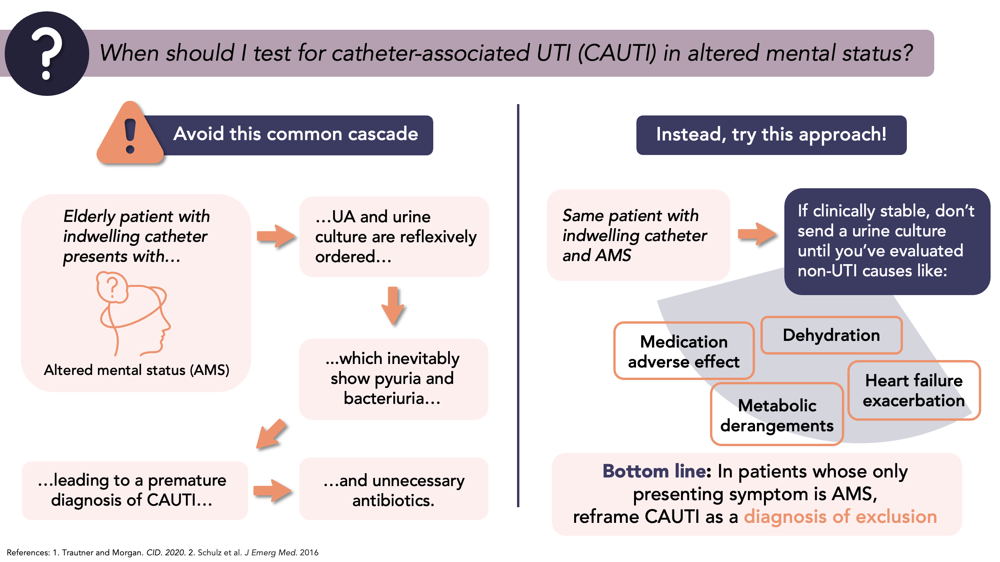 ?
When should I test for catheter-associated UTI (CAUTI) in altered mental status?
!
Avoid this common cascade
Elderly patient with
indwelling catheter
presents with…
?
Altered mental status (AMS)
…UA and urine
culture are reflexively
ordered…
...which inevitably
show pyuria and
bacteriuria…
…leading to a premature
diagnosis of CAUTI…
…and unnecessary
antibiotics.
Instead, try this approach!
Same patient with
indwelling catheter
and AMS
If clinically stable, don’t
send a urine culture
until you’ve evaluated
non-UTI causes like:
Medication
adverse effect
Dehydration
Metabolic
derangements
Heart failure
exacerbation
Bottom line: In patients whose only
presenting symptom is AMS,
reframe CAUTI as a diagnosis of exclusion
References: 1. Trautner and Morgan. CID. 2020. 2. Schulz et al. J Emerg Med. 2016